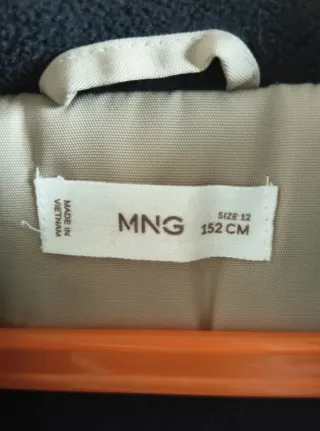 MADE IN
VIETNAM
MNG
SIZE 12
152 CM